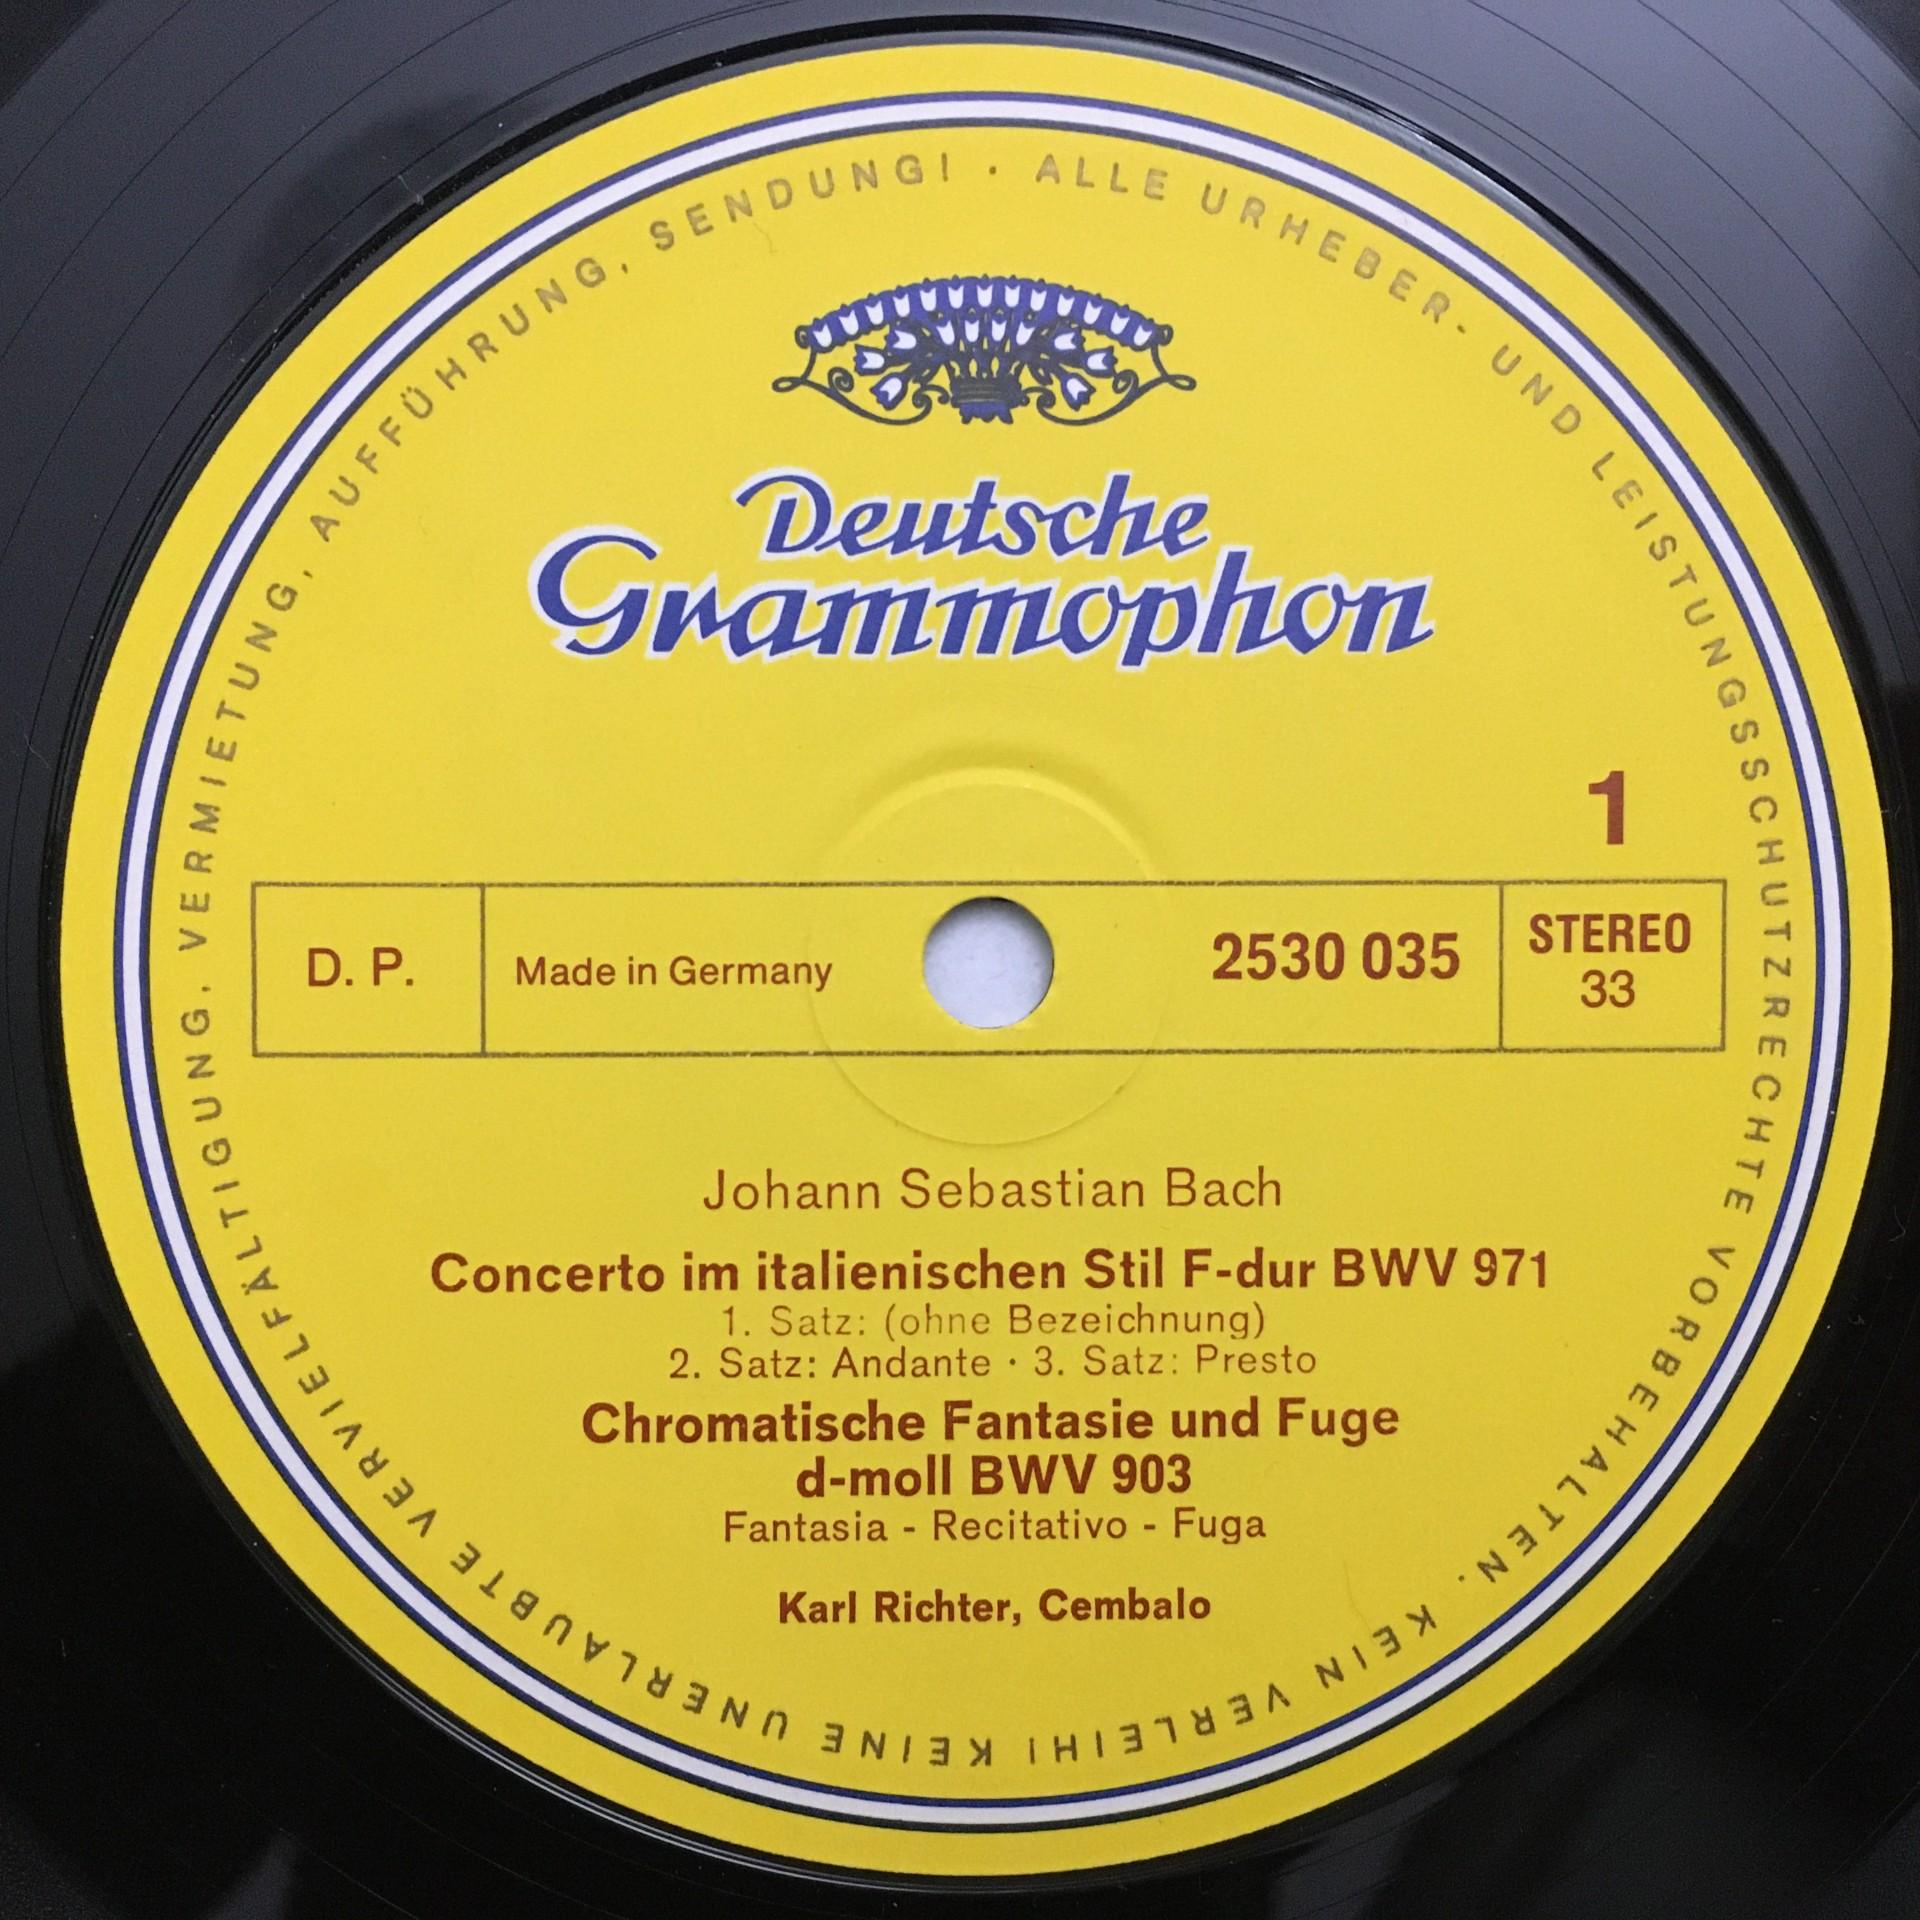 ALLE URHEBER- UND LEISTUNGSSCHUTZRECHTE VORBEHALTEN. KEIN VERLEIH! KEINE UNERLAUBTE VERVIELFÄLTIGUNG, VERMIETUNG, AUFFÜHRUNG, SENDUNG! ·
Deutsche
Grammophon
1
D. P.
Made in Germany
2530 035
STEREO
33
Johann Sebastian Bach
Concerto im italienischen Stil F-dur BWV 971
1. Satz: (ohne Bezeichnung)
2. Satz: Andante · 3. Satz: Presto
Chromatische Fantasie und Fuge
d-moll BWV 903
Fantasia - Recitativo - Fuga
Karl Richter, Cembalo